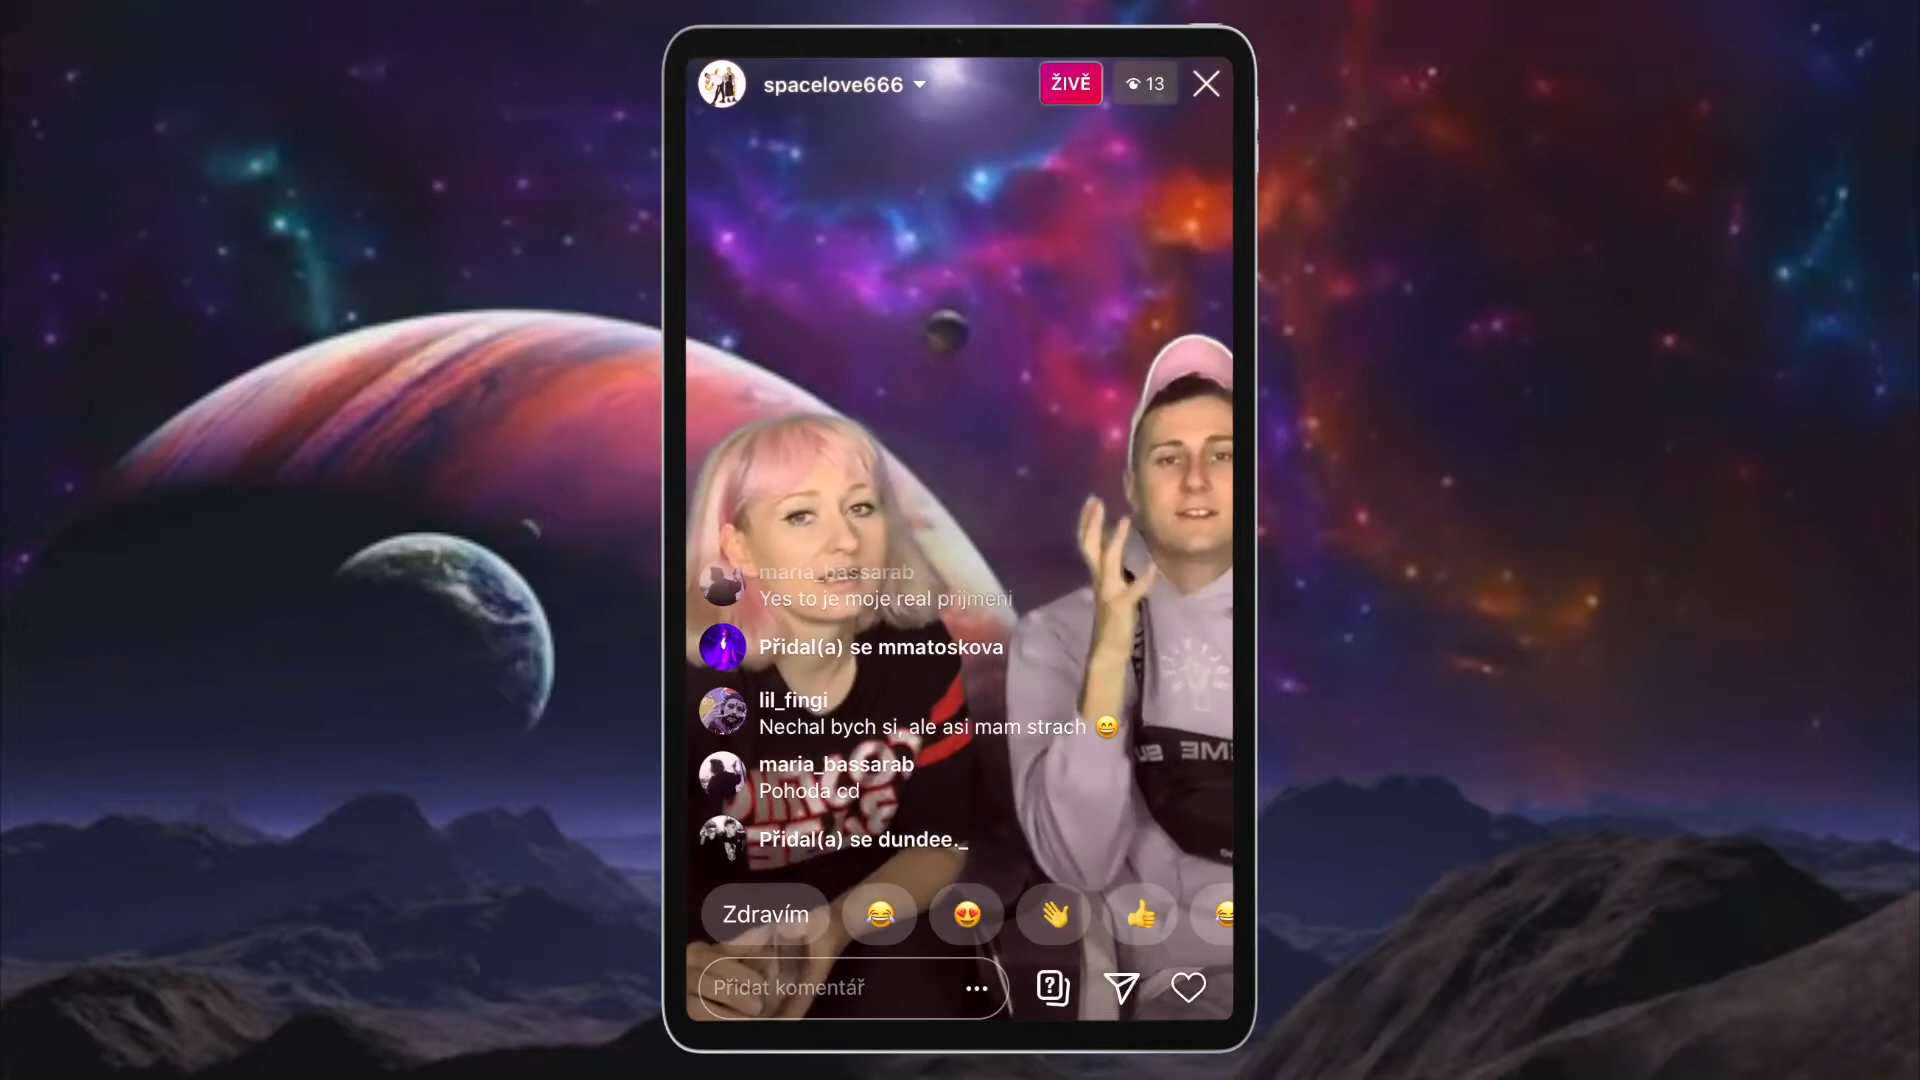 spacelove666
ŽIVĚ
13
maria_bassarab
Yes to je moje real prijmeni
Přidal(a) se mmatoskova
lil_fingi
Nechal bych si, ale asi mam strach 😄
maria_bassarab
Pohoda cd
Přidal(a) se dundee._
Zdravím 😂 😍 👋 👍 😂
Přidat komentář